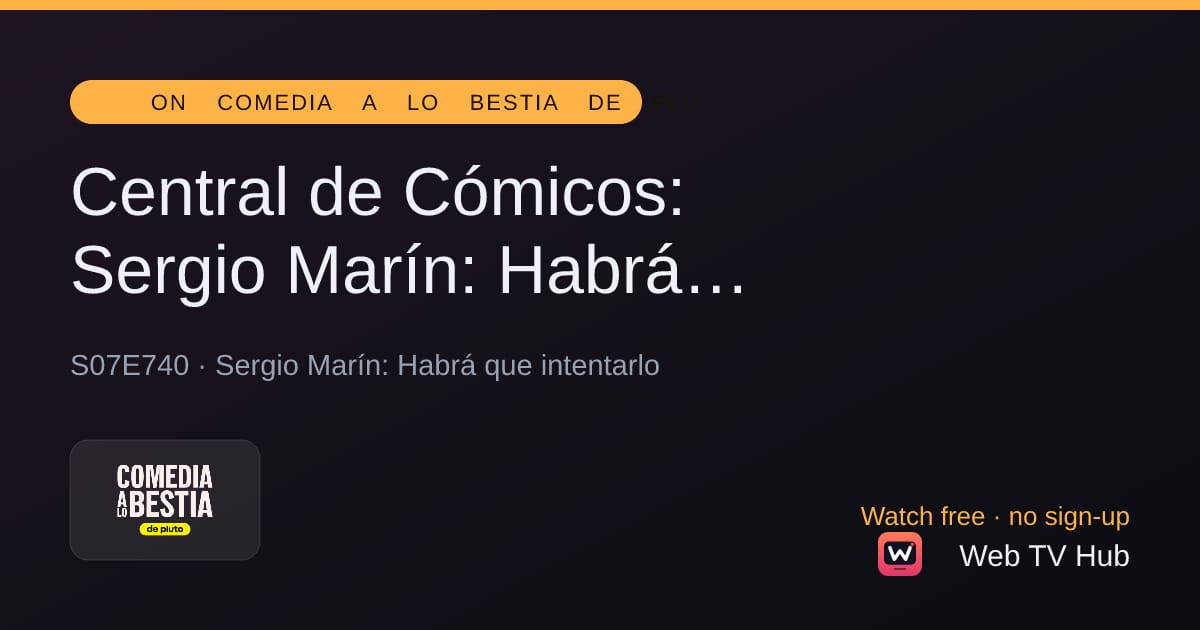 ON COMEDIA A LO BESTIA DE
Central de Cómicos:
Sergio Marín: Habrá…
S07E740 · Sergio Marín: Habrá que intentarlo
COMEDIA
A LO BESTIA
de pluto
Watch free · no sign-up
W Web TV Hub